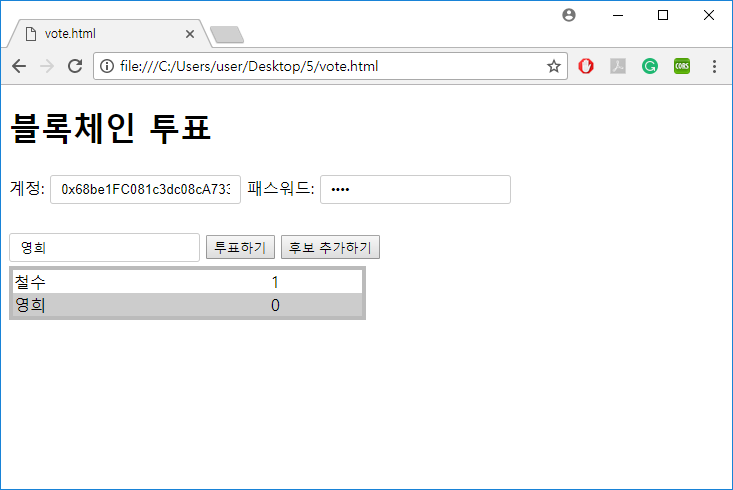 vote.html
file:///C:/Users/user/Desktop/5/vote.html
CORS
블록체인 투표
계정: 0x68be1FC081c3dc08cA733 패스워드: ••••
영희 투표하기 후보 추가하기
철수 1
영희 0